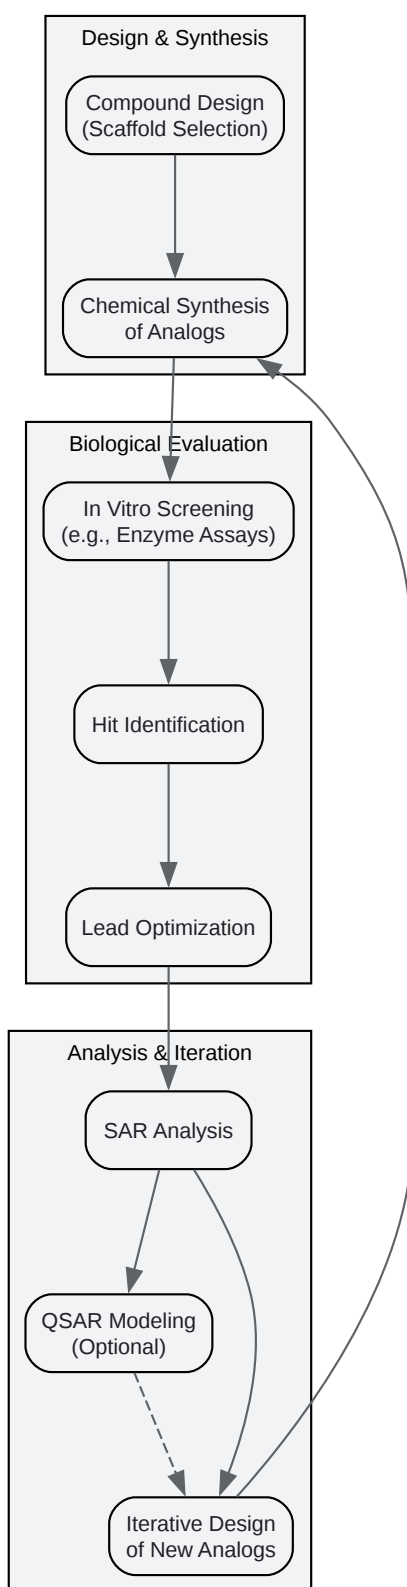 Design & Synthesis
Compound Design
(Scaffold Selection)
Chemical Synthesis
of Analogs
Biological Evaluation
In Vitro Screening
(e.g., Enzyme Assays)
Hit Identification
Lead Optimization
Analysis & Iteration
SAR Analysis
QSAR Modeling
(Optional)
Iterative Design
of New Analogs